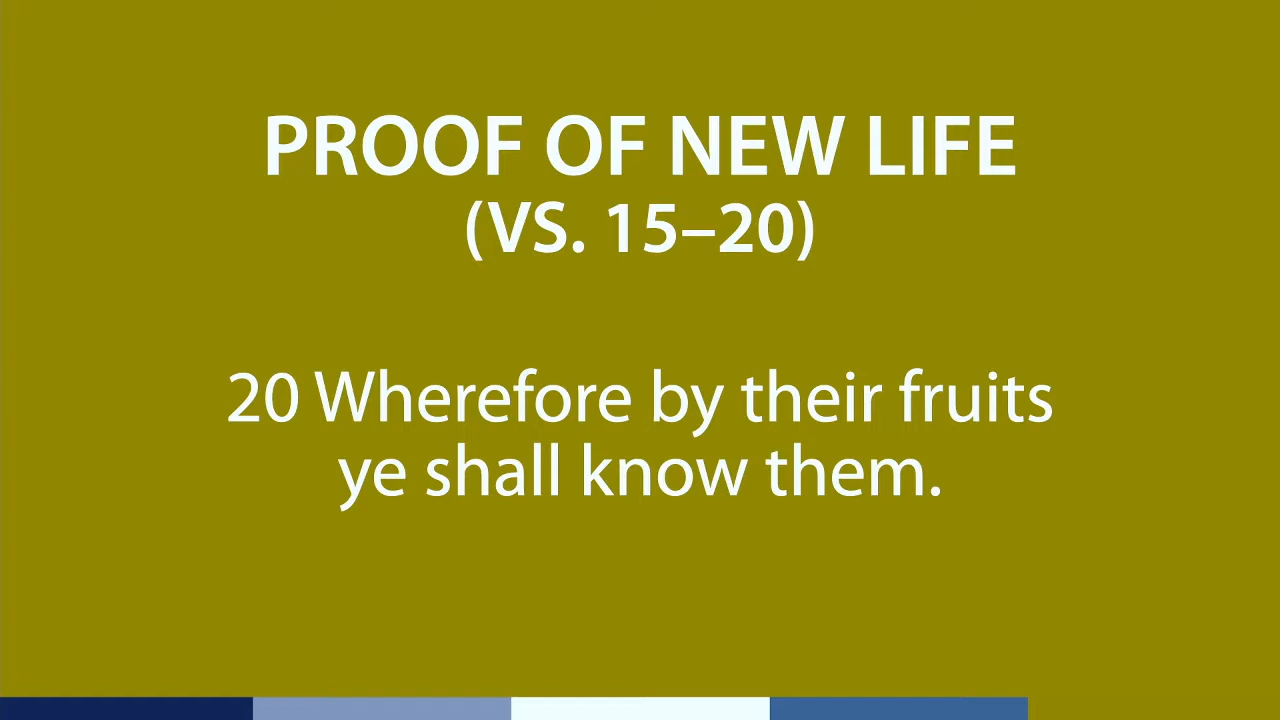 PROOF OF NEW LIFE
(VS. 15–20)
20 Wherefore by their fruits
ye shall know them.